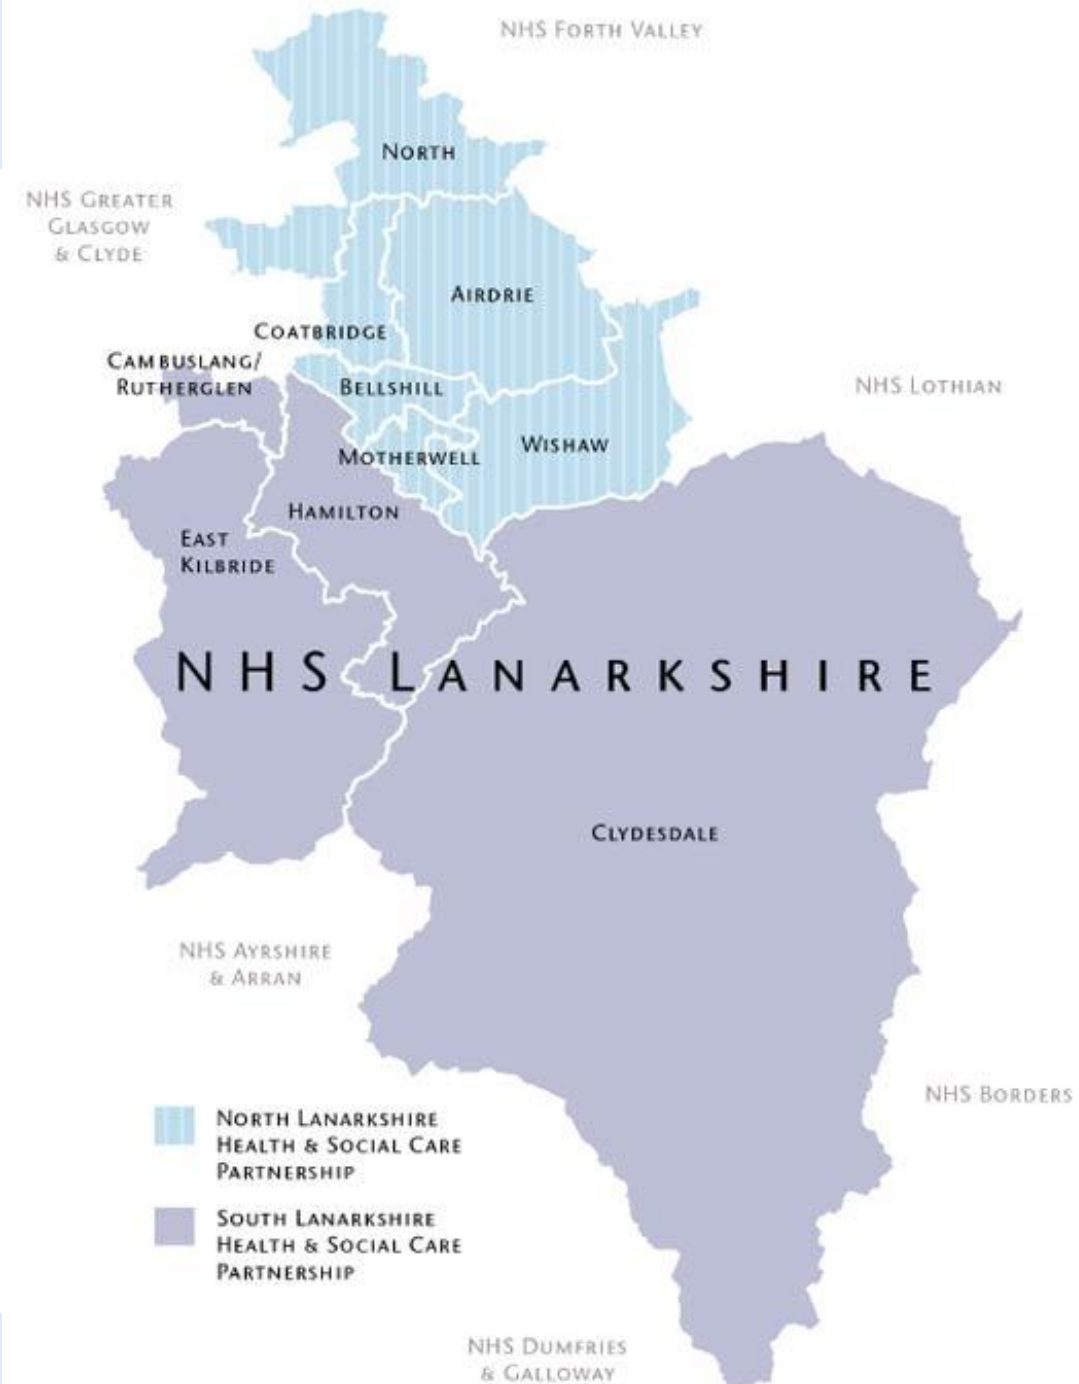 NHS FORTH VALLEY
NORTH
NHS GREATER
GLASGOW
& CLYDE
AIRDRIE
COATBRIDGE
CAMBUSLANG/
RUTHERGLEN
BELLSHILL
NHS LOTHIAN
WISHAW
MOTHERWELL
HAMILTON
EAST
KILBRIDE
NHS LANARKSHIRE
CLYDESDALE
NHS AYRSHIRE
& ARRAN
NHS BORDERS
NORTH LANARKSHIRE
HEALTH & SOCIAL CARE
PARTNERSHIP
SOUTH LANARKSHIRE
HEALTH & SOCIAL CARE
PARTNERSHIP
NHS DUMFRIES
& GALLOWAY